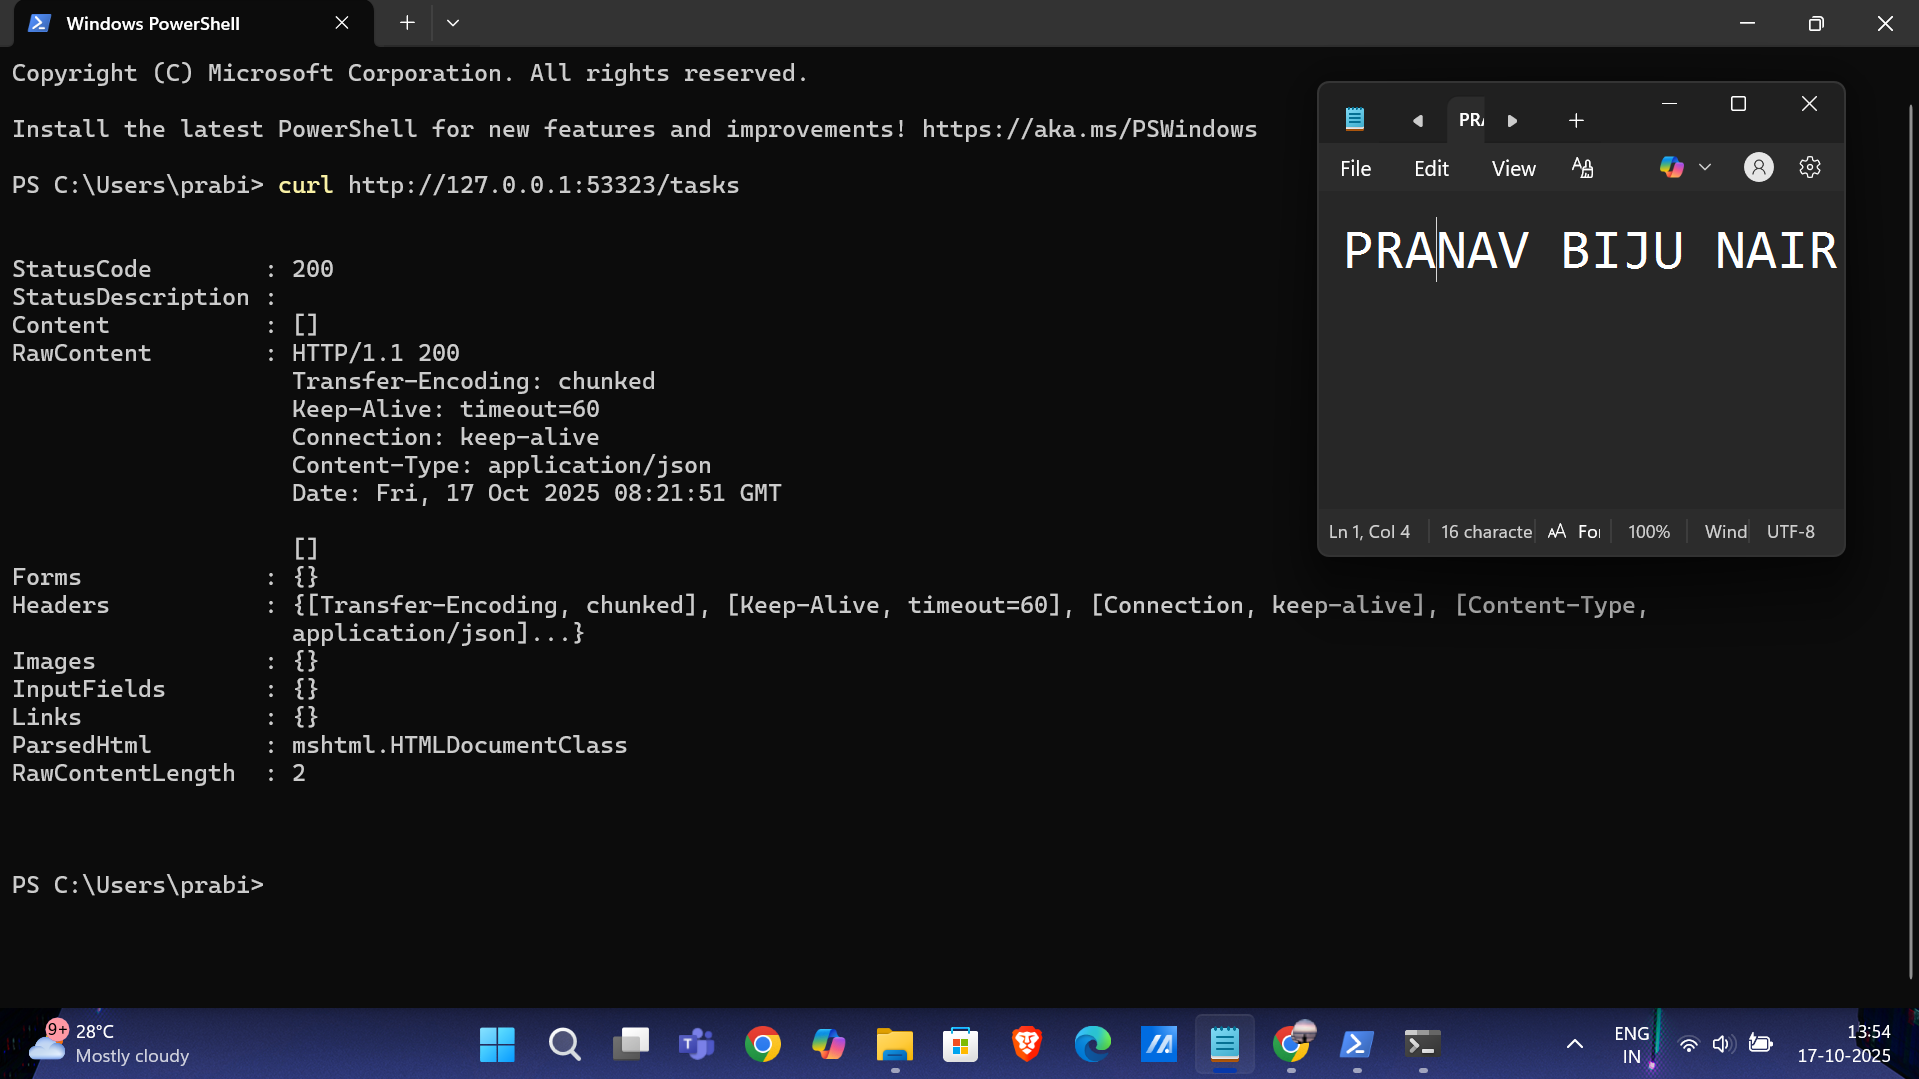 Windows PowerShell
Copyright (C) Microsoft Corporation. All rights reserved.
Install the latest PowerShell for new features and improvements! https://aka.ms/PSWindows
PS C:\Users\prabi> curl http://127.0.0.1:53323/tasks
StatusCode        : 200
StatusDescription :
Content           : []
RawContent        : HTTP/1.1 200
Transfer-Encoding: chunked
Keep-Alive: timeout=60
Connection: keep-alive
Content-Type: application/json
Date: Fri, 17 Oct 2025 08:21:51 GMT
[]
Forms             : {}
Headers           : {[Transfer-Encoding, chunked], [Keep-Alive, timeout=60], [Connection, keep-alive], [Content-Type,
application/json]...}
Images            : {}
InputFields       : {}
Links             : {}
ParsedHtml        : mshtml.HTMLDocumentClass
RawContentLength  : 2
PS C:\Users\prabi>
PRA
File Edit View
PRANAV BIJU NAIR
Ln 1, Col 4 16 characte For 100% Wind UTF-8
9+ 28°C
Mostly cloudy
ENG
IN
13:54
17-10-2025